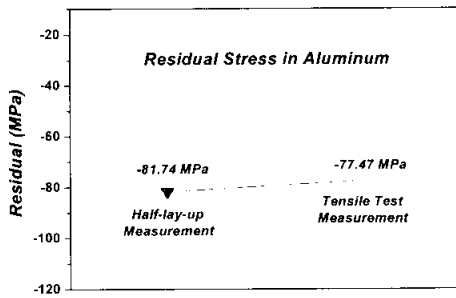 -20
Residual Stress in Aluminum
-40
-60
-81.74 MPa
-77.47 MPa
-80
Half-lay-up
Measurement
Tensile Test
Measurement
-100
-120
Residual (MPa)